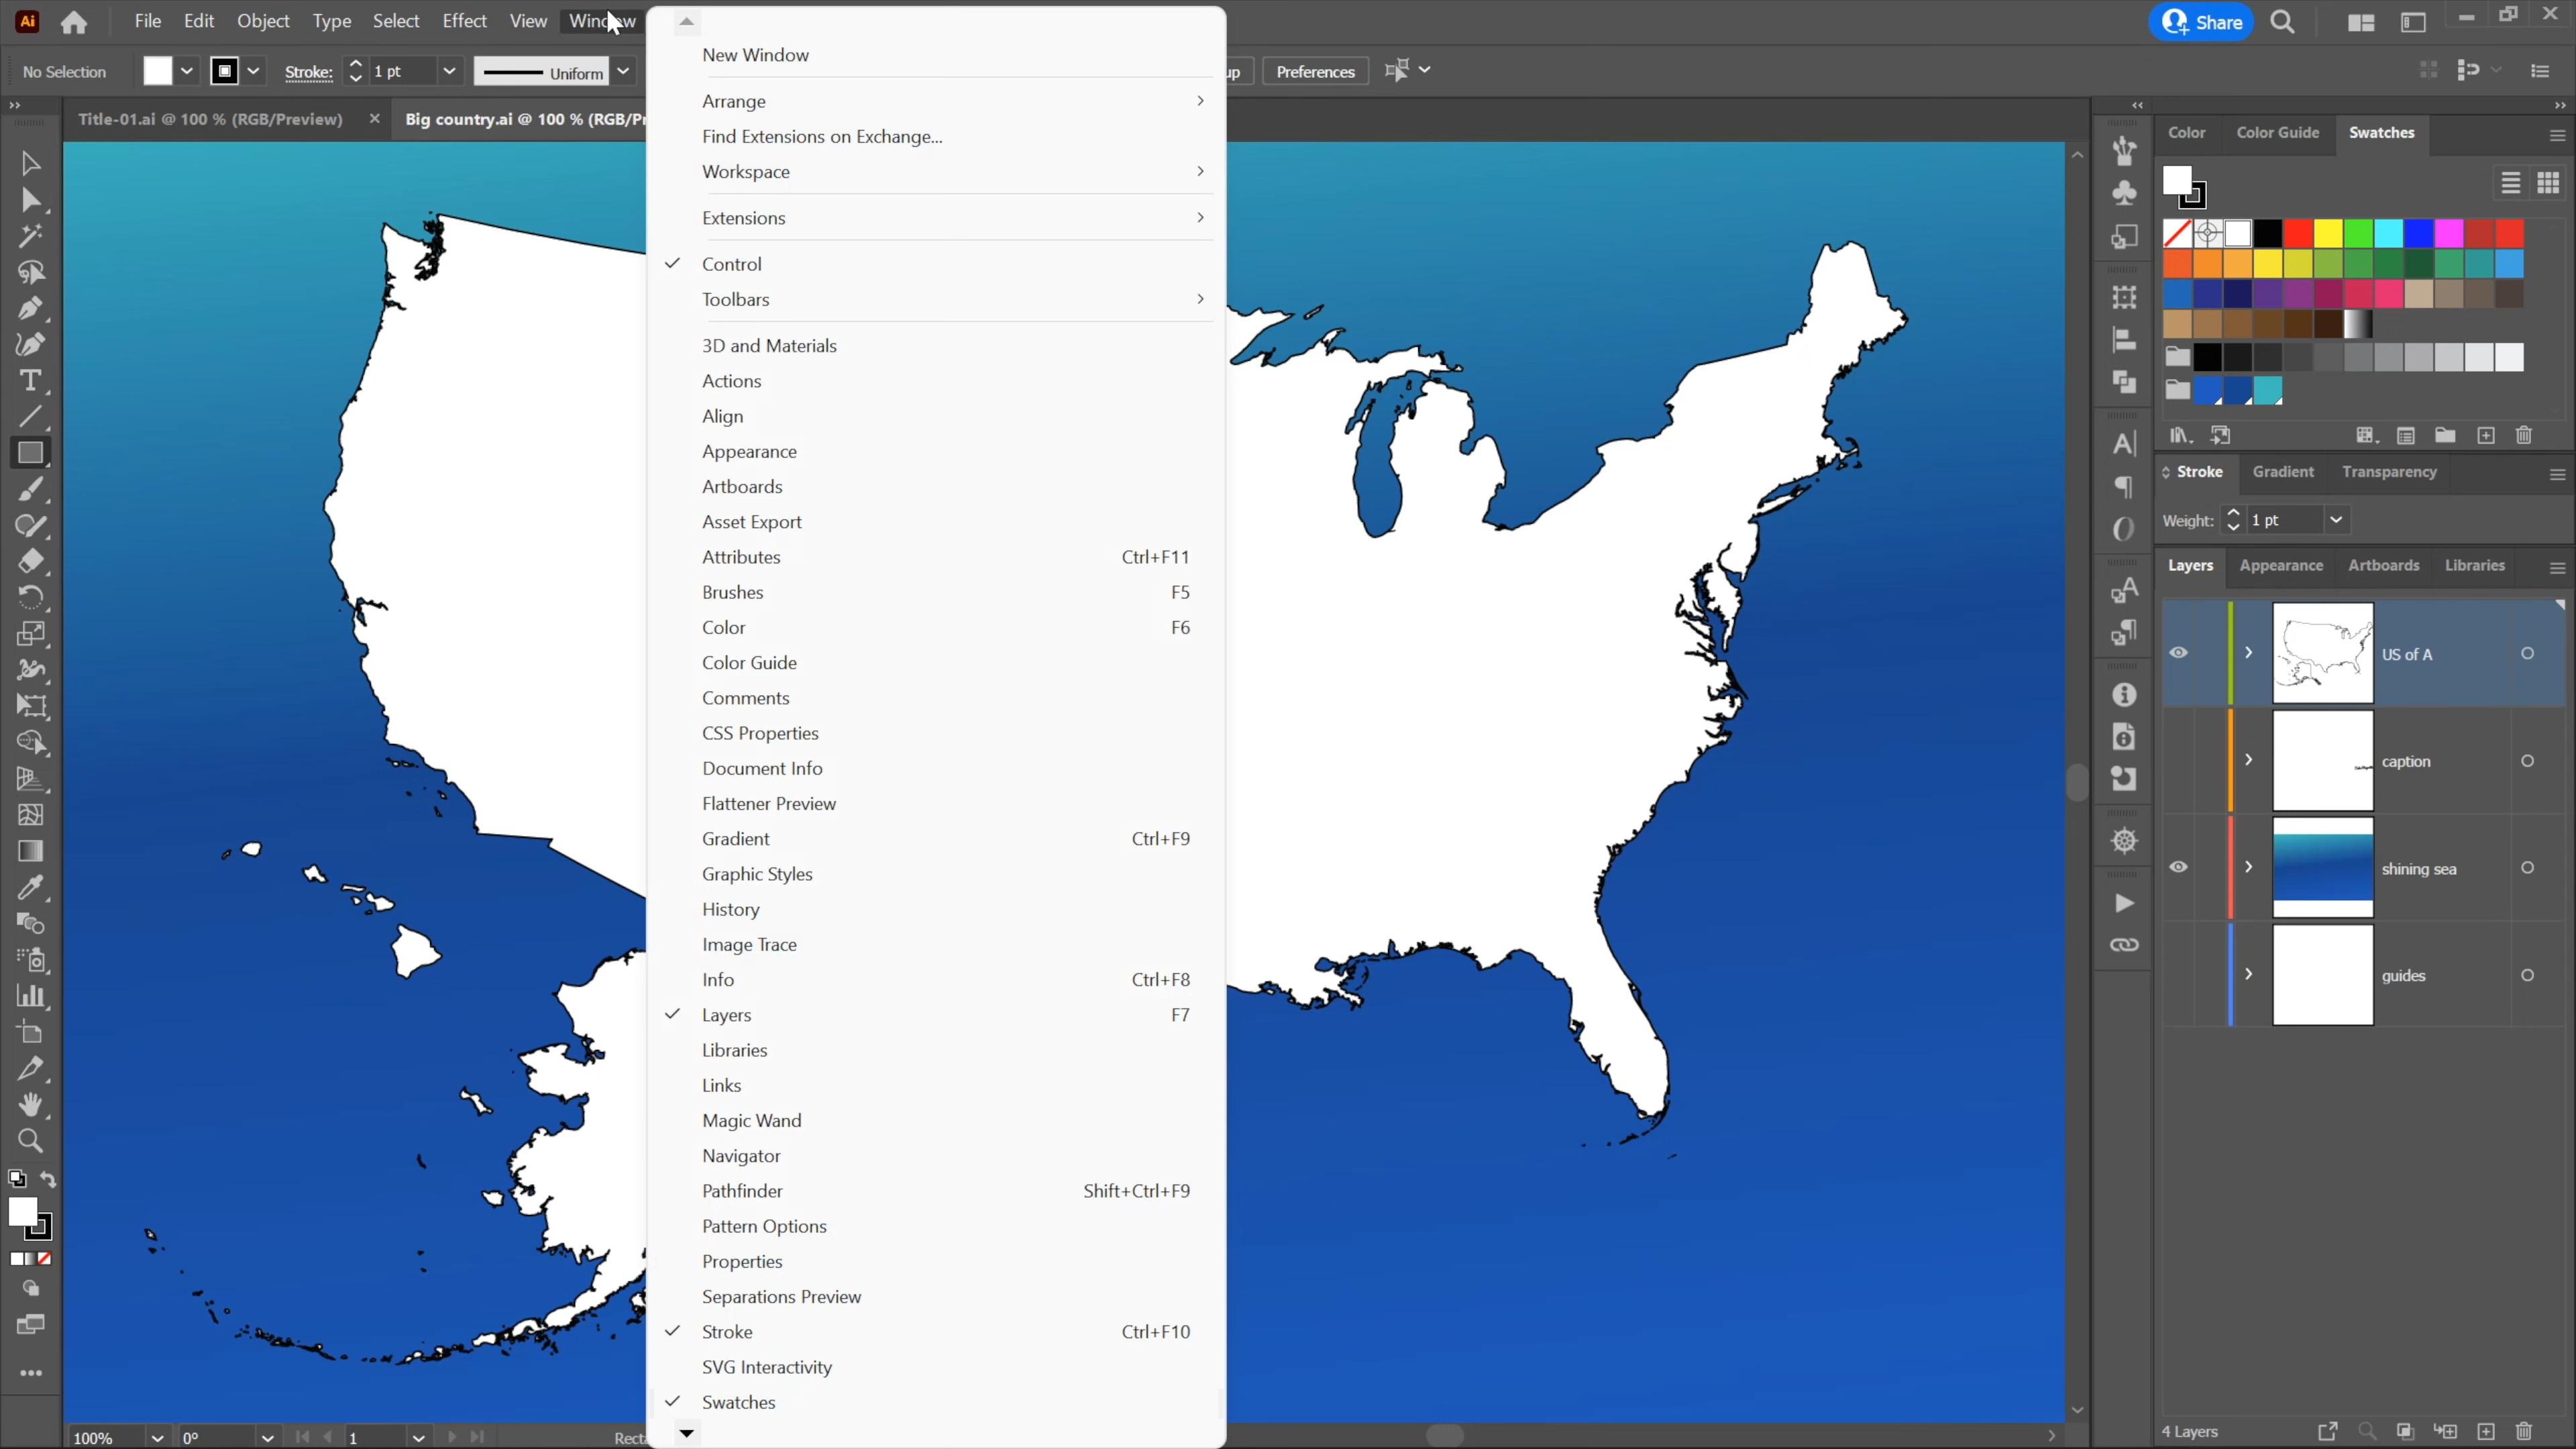 Ai File Edit Object Type Select Effect View Window Share
No Selection Stroke: 1 pt Uniform Preferences
Title-01.ai @ 100 % (RGB/Preview) Big country.ai @ 100 % (RGB/Pr
New Window
Arrange
Find Extensions on Exchange...
Workspace
Extensions
Control
Toolbars
3D and Materials
Actions
Align
Appearance
Artboards
Asset Export
Attributes Ctrl+F11
Brushes F5
Color F6
Color Guide
Comments
CSS Properties
Document Info
Flattener Preview
Gradient Ctrl+F9
Graphic Styles
History
Image Trace
Info Ctrl+F8
Layers F7
Libraries
Links
Magic Wand
Navigator
Pathfinder Shift+Ctrl+F9
Pattern Options
Properties
Separations Preview
Stroke Ctrl+F10
SVG Interactivity
Swatches
Color Color Guide Swatches
Stroke Gradient Transparency
Weight: 1 pt
Layers Appearance Artboards Libraries
US of A
caption
shining sea
guides
4 Layers
100% 0° 1